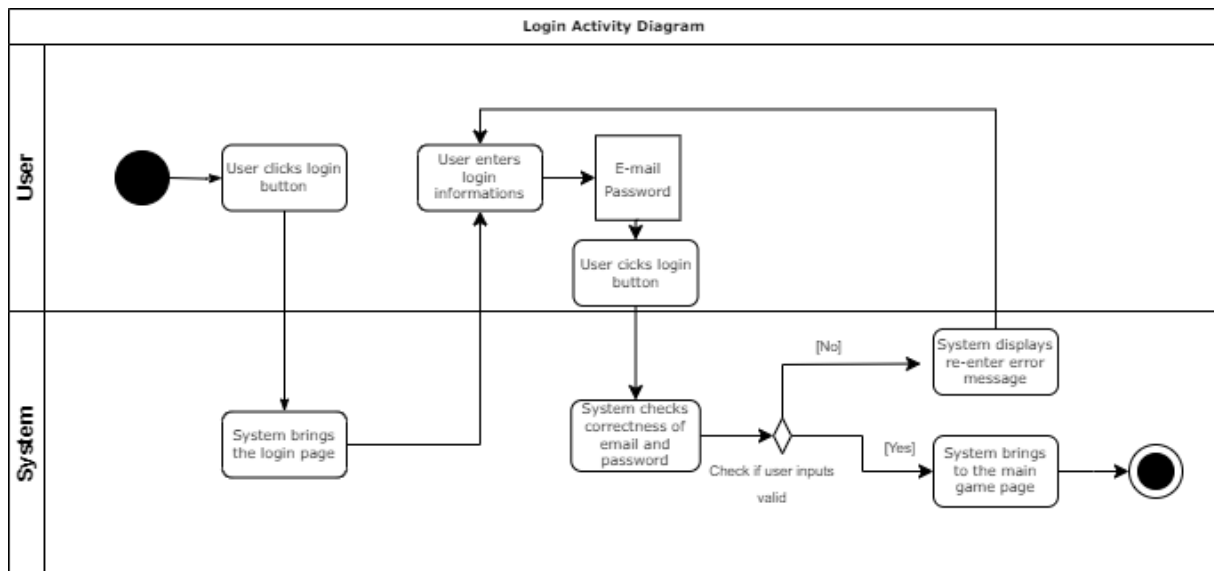 Login Activity Diagram
User
User clicks login
button
User enters
login
informations
E-mail
Password
User cicks login
button
System
System brings
the login page
System checks
correctness of
email and
password
Check if user inputs
valid
[No]
System displays
re-enter error
message
[Yes]
System brings
to the main
game page